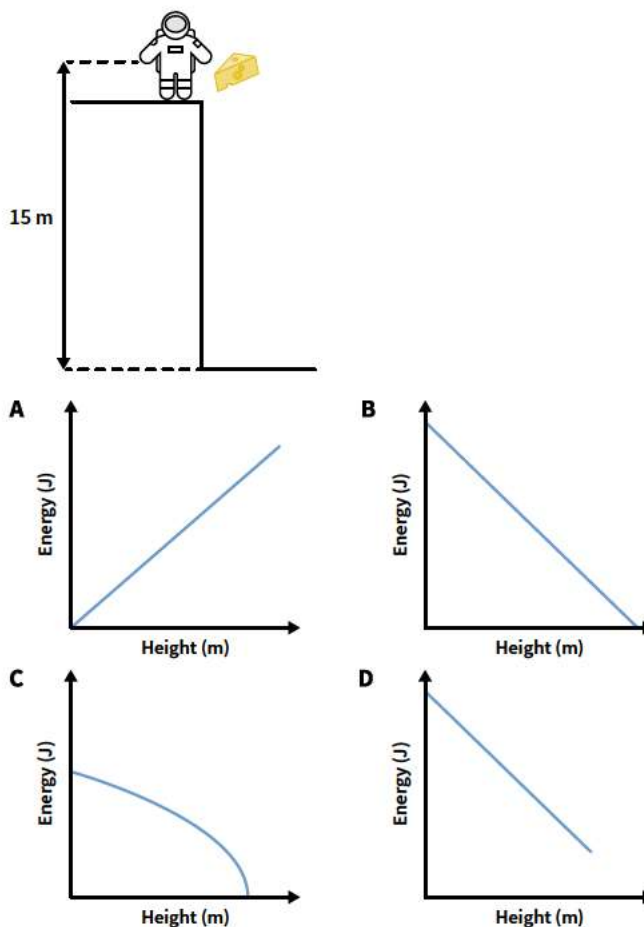 15 m
A
Energy (J)
Height (m)
B
Energy (J)
Height (m)
C
Energy (J)
Height (m)
D
Energy (J)
Height (m)